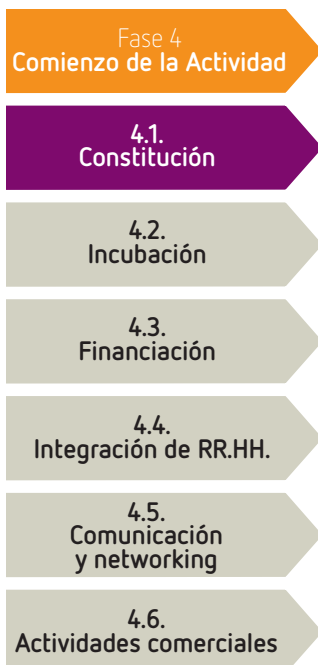 Fase 4
Comienzo de la Actividad
4.1.
Constitución
4.2.
Incubación
4.3.
Financiación
4.4.
Integración de RR.HH.
4.5.
Comunicación
y networking
4.6.
Actividades comerciales